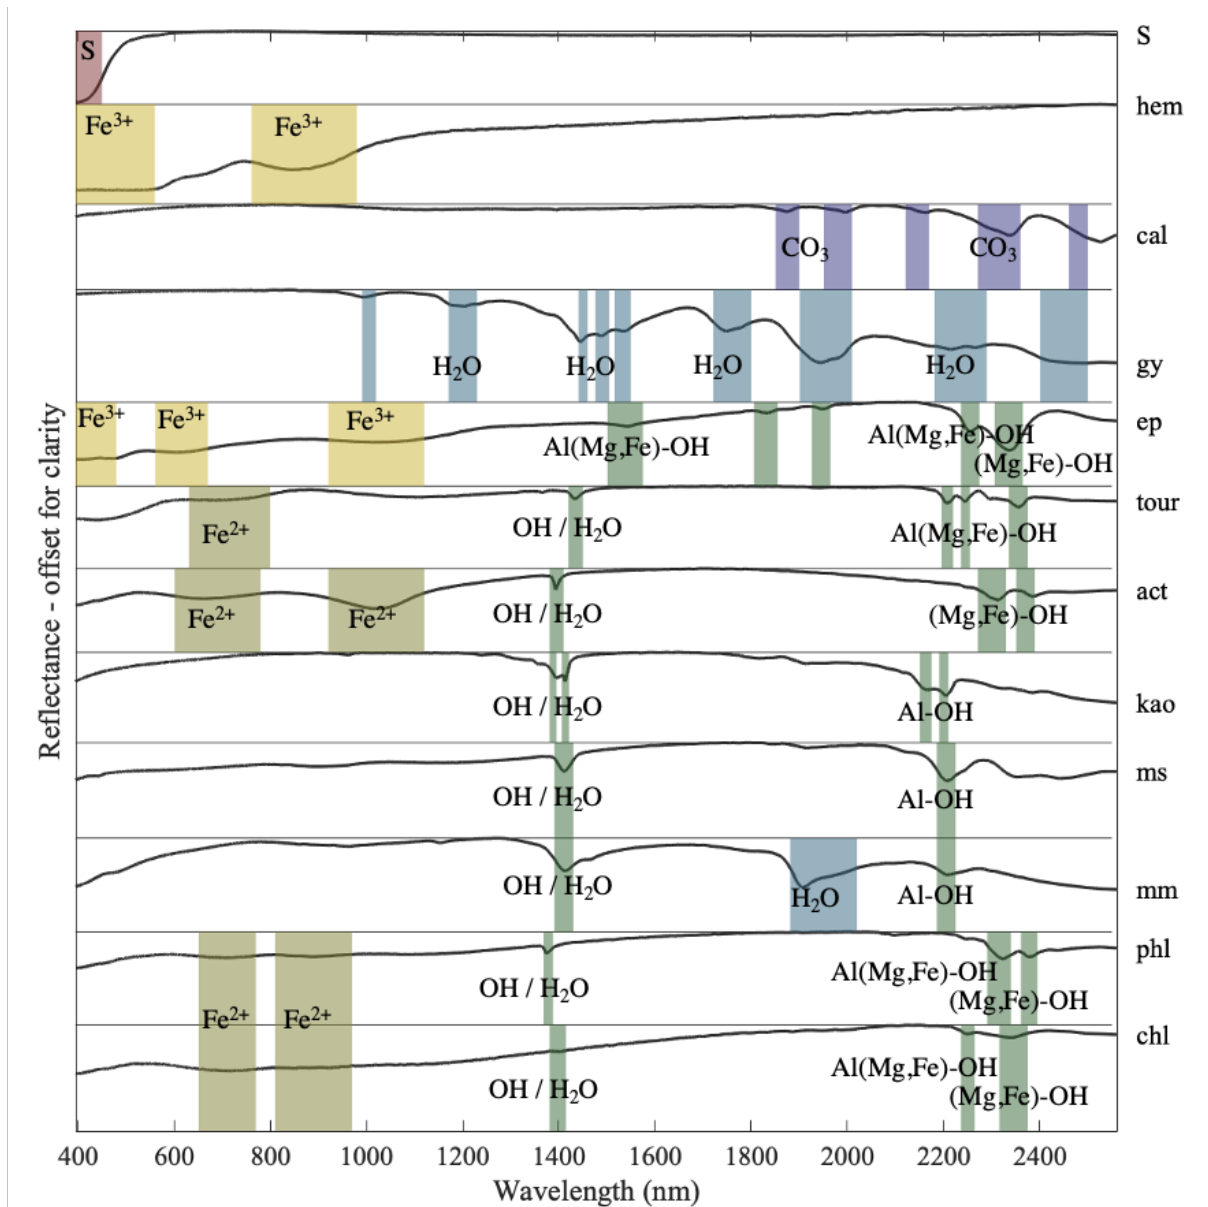 S
S
hem
Fe³⁺
Fe³⁺
cal
CO₃
CO₃
gy
H₂O
H₂O
H₂O
H₂O
ep
Fe³⁺
Fe³⁺
Fe³⁺
Al(Mg,Fe)-OH
Al(Mg,Fe)-OH
(Mg,Fe)-OH
tour
Fe²⁺
OH / H₂O
Al(Mg,Fe)-OH
act
Fe²⁺
Fe²⁺
OH / H₂O
(Mg,Fe)-OH
kao
OH / H₂O
Al-OH
ms
OH / H₂O
Al-OH
mm
OH / H₂O
H₂O
Al-OH
phl
OH / H₂O
Al(Mg,Fe)-OH
(Mg,Fe)-OH
Fe²⁺
Fe²⁺
chl
OH / H₂O
Al(Mg,Fe)-OH
(Mg,Fe)-OH
400 600 800 1000 1200 1400 1600 1800 2000 2200 2400
Wavelength (nm)
Reflectance - offset for clarity